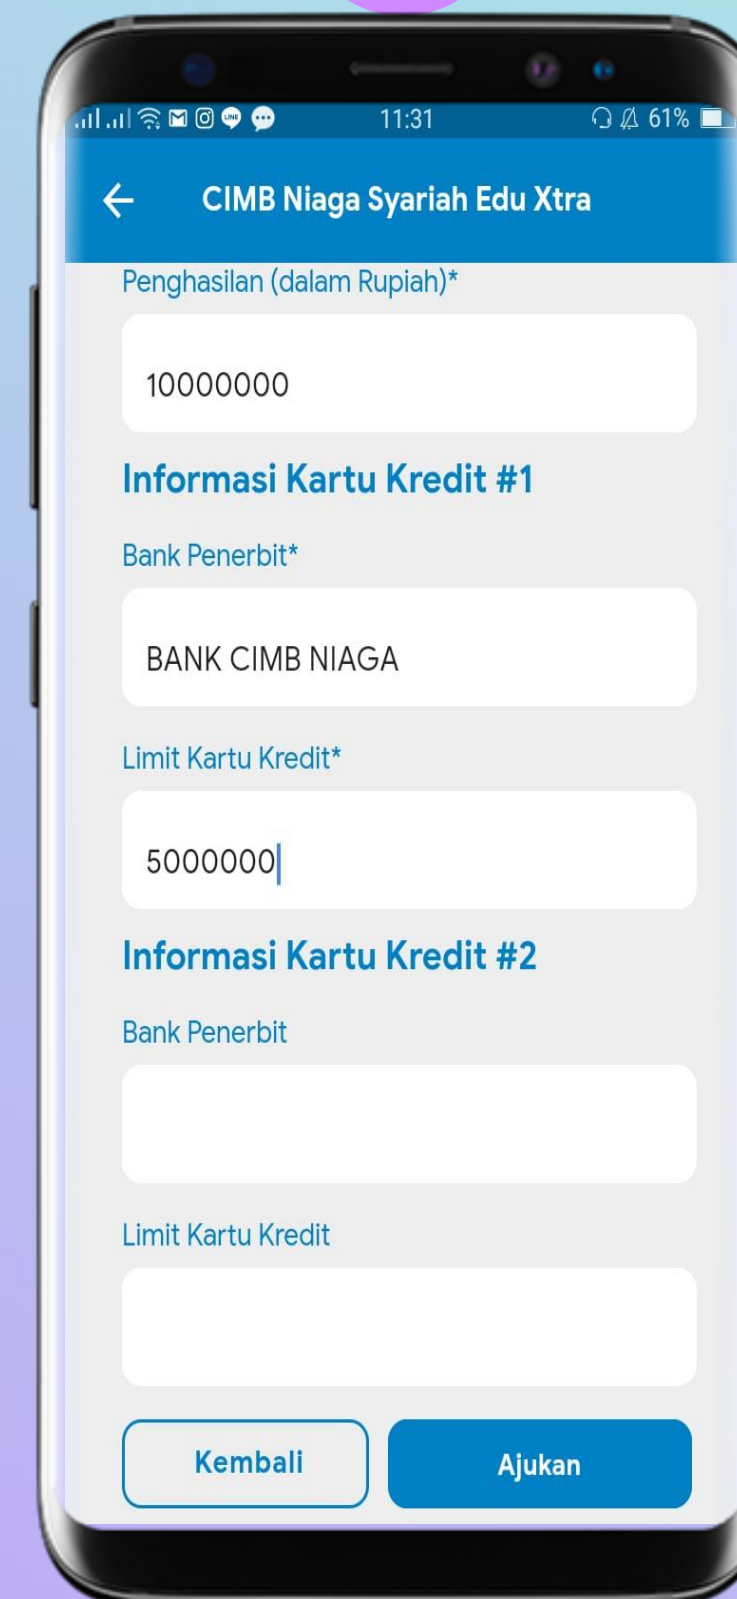 11:31
61%
CIMB Niaga Syariah Edu Xtra
Penghasilan (dalam Rupiah)*
10000000
Informasi Kartu Kredit #1
Bank Penerbit*
BANK CIMB NIAGA
Limit Kartu Kredit*
5000000
Informasi Kartu Kredit #2
Bank Penerbit
Limit Kartu Kredit
Kembali
Ajukan